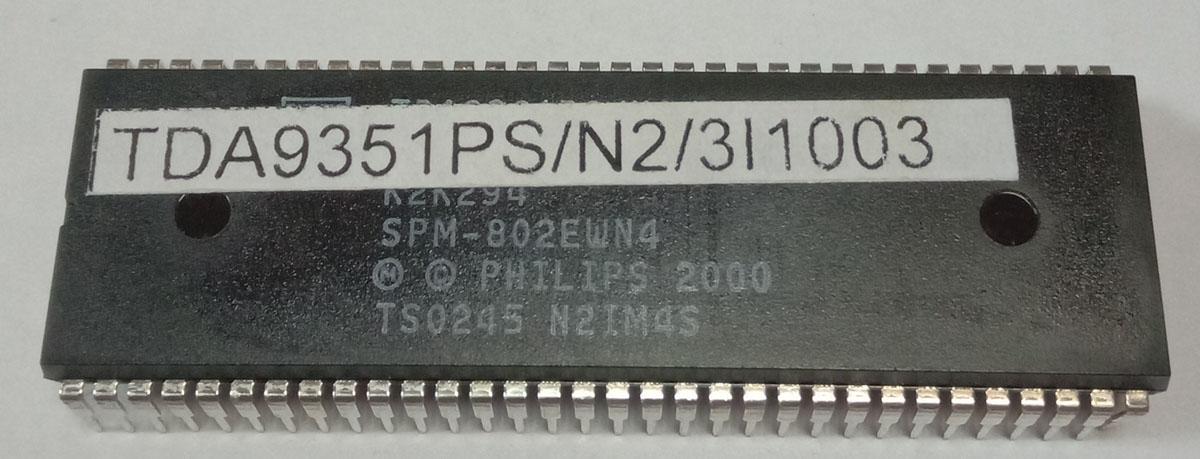 TDA9351PS/N2/3I1003
K2K294
SPM-802EWN4
Ⓜ © PHILIPS 2000
TS0245 N2IM4S